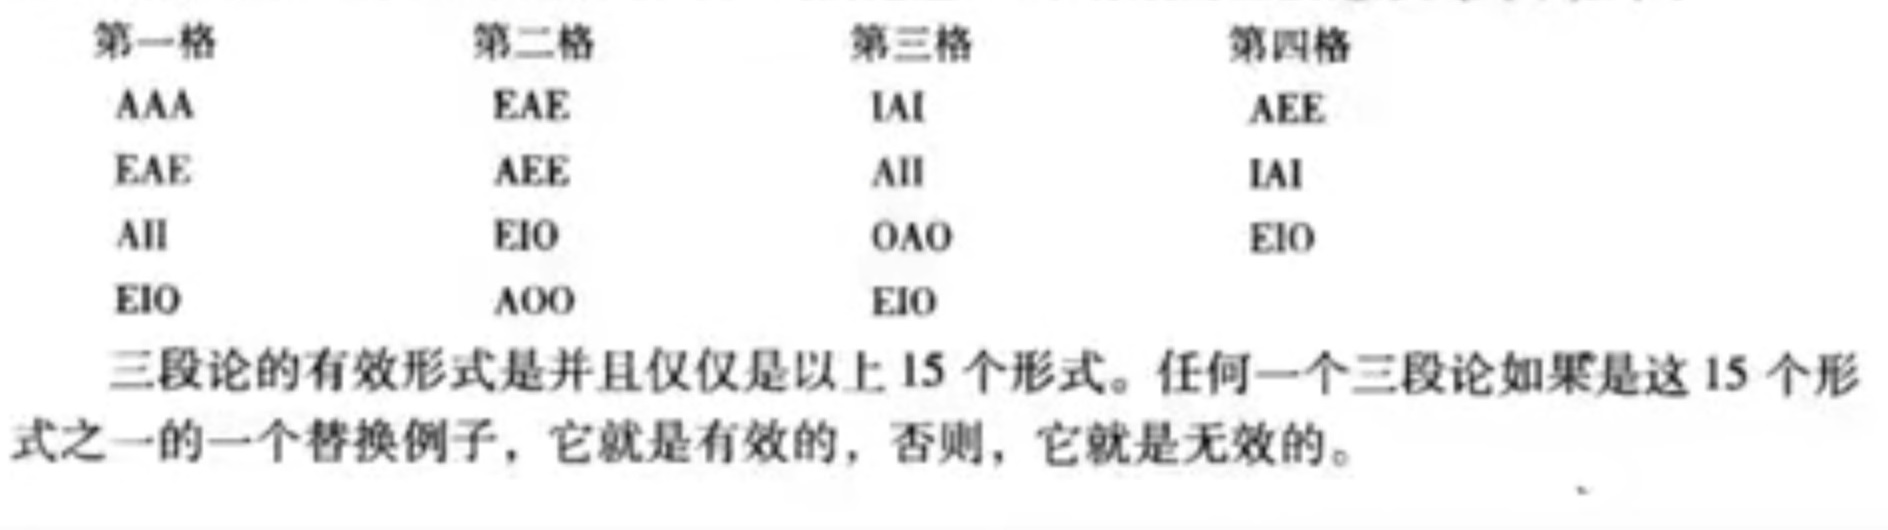 第一格 第二格 第三格 第四格
AAA EAE IAI AEE
EAE AEE AII IAI
AII EIO OAO EIO
EIO AOO EIO
三段论的有效形式是并且仅仅是以上 15 个形式。任何一个三段论如果是这 15 个形
式之一的一个替换例子，它就是有效的，否则，它就是无效的。